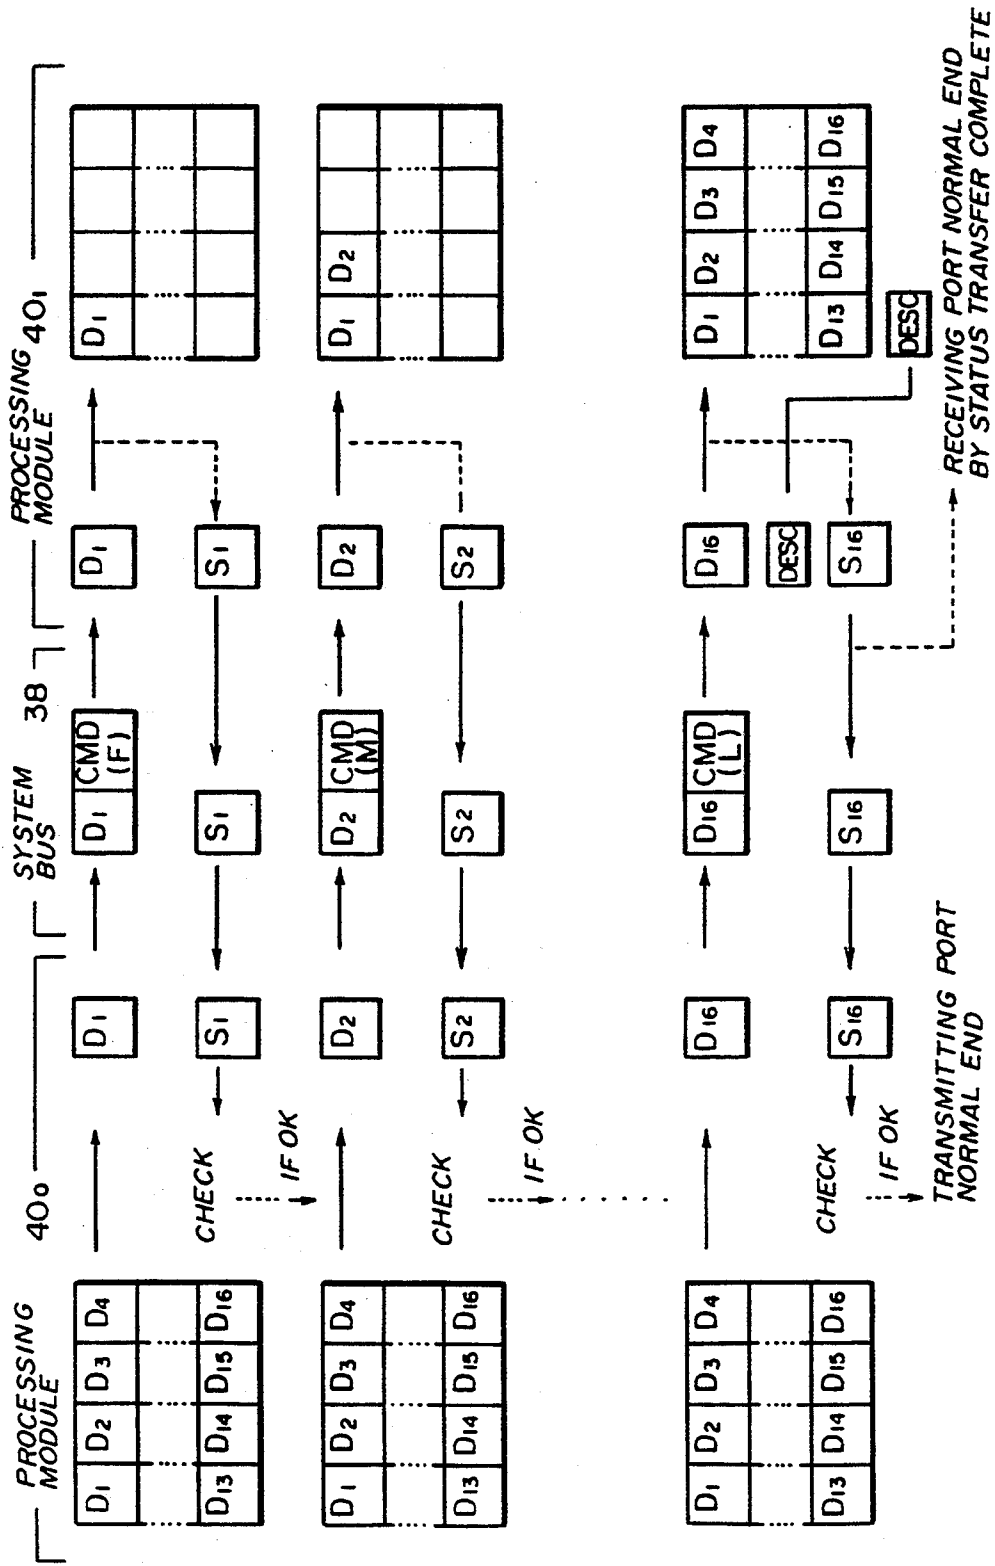 PROCESSING MODULE 40₀
SYSTEM BUS 38
PROCESSING MODULE 40₁
D1 D2 D3 D4
D13 D14 D15 D16
D1
D1 CMD (F)
D1
D1
CHECK
S1
S1
S1
IF OK
D1 D2 D3 D4
D13 D14 D15 D16
D2
D2 CMD (M)
D2
D1 D2
CHECK
S2
S2
S2
IF OK
D1 D2 D3 D4
D13 D14 D15 D16
D16
D16 CMD (L)
D16
DESC
D1 D2 D3 D4
D13 D14 D15 D16
DESC
CHECK
S16
S16
S16
IF OK
TRANSMITTING PORT
NORMAL END
RECEIVING PORT NORMAL END
BY STATUS TRANSFER COMPLETE